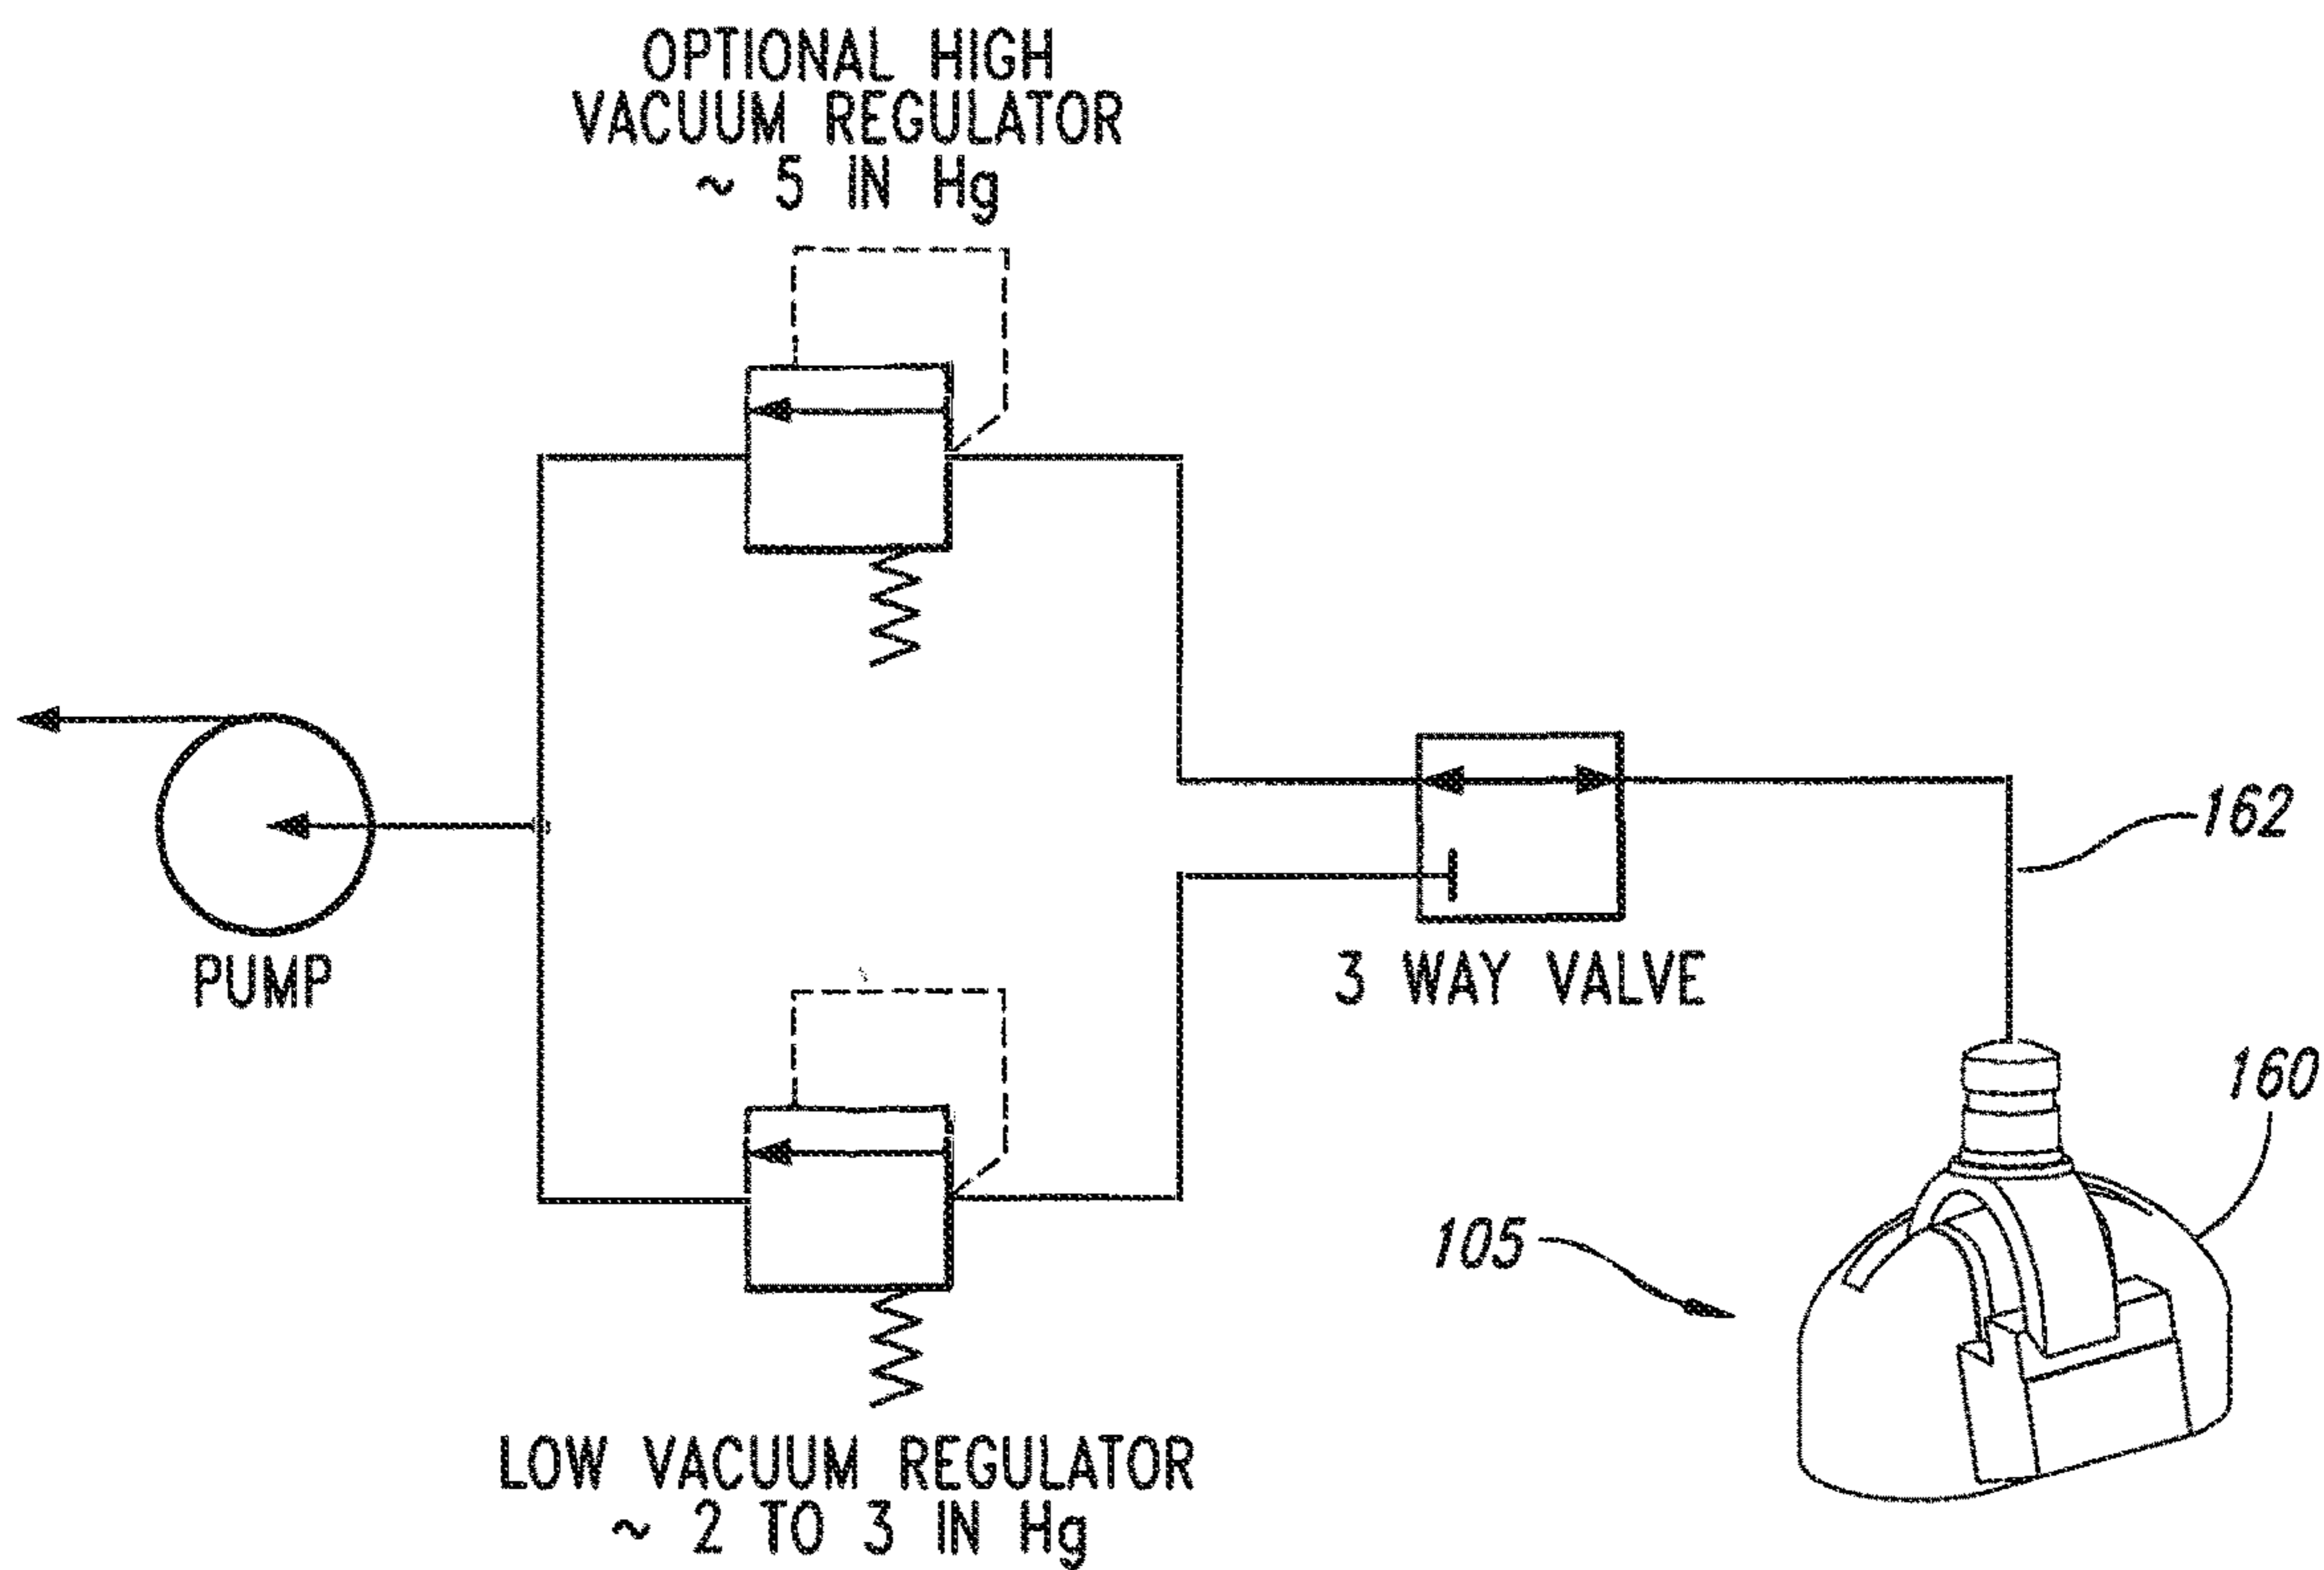 OPTIONAL HIGH
VACUUM REGULATOR
~ 5 IN Hg
162
PUMP
3 WAY VALVE
160
105
LOW VACUUM REGULATOR
~ 2 TO 3 IN Hg